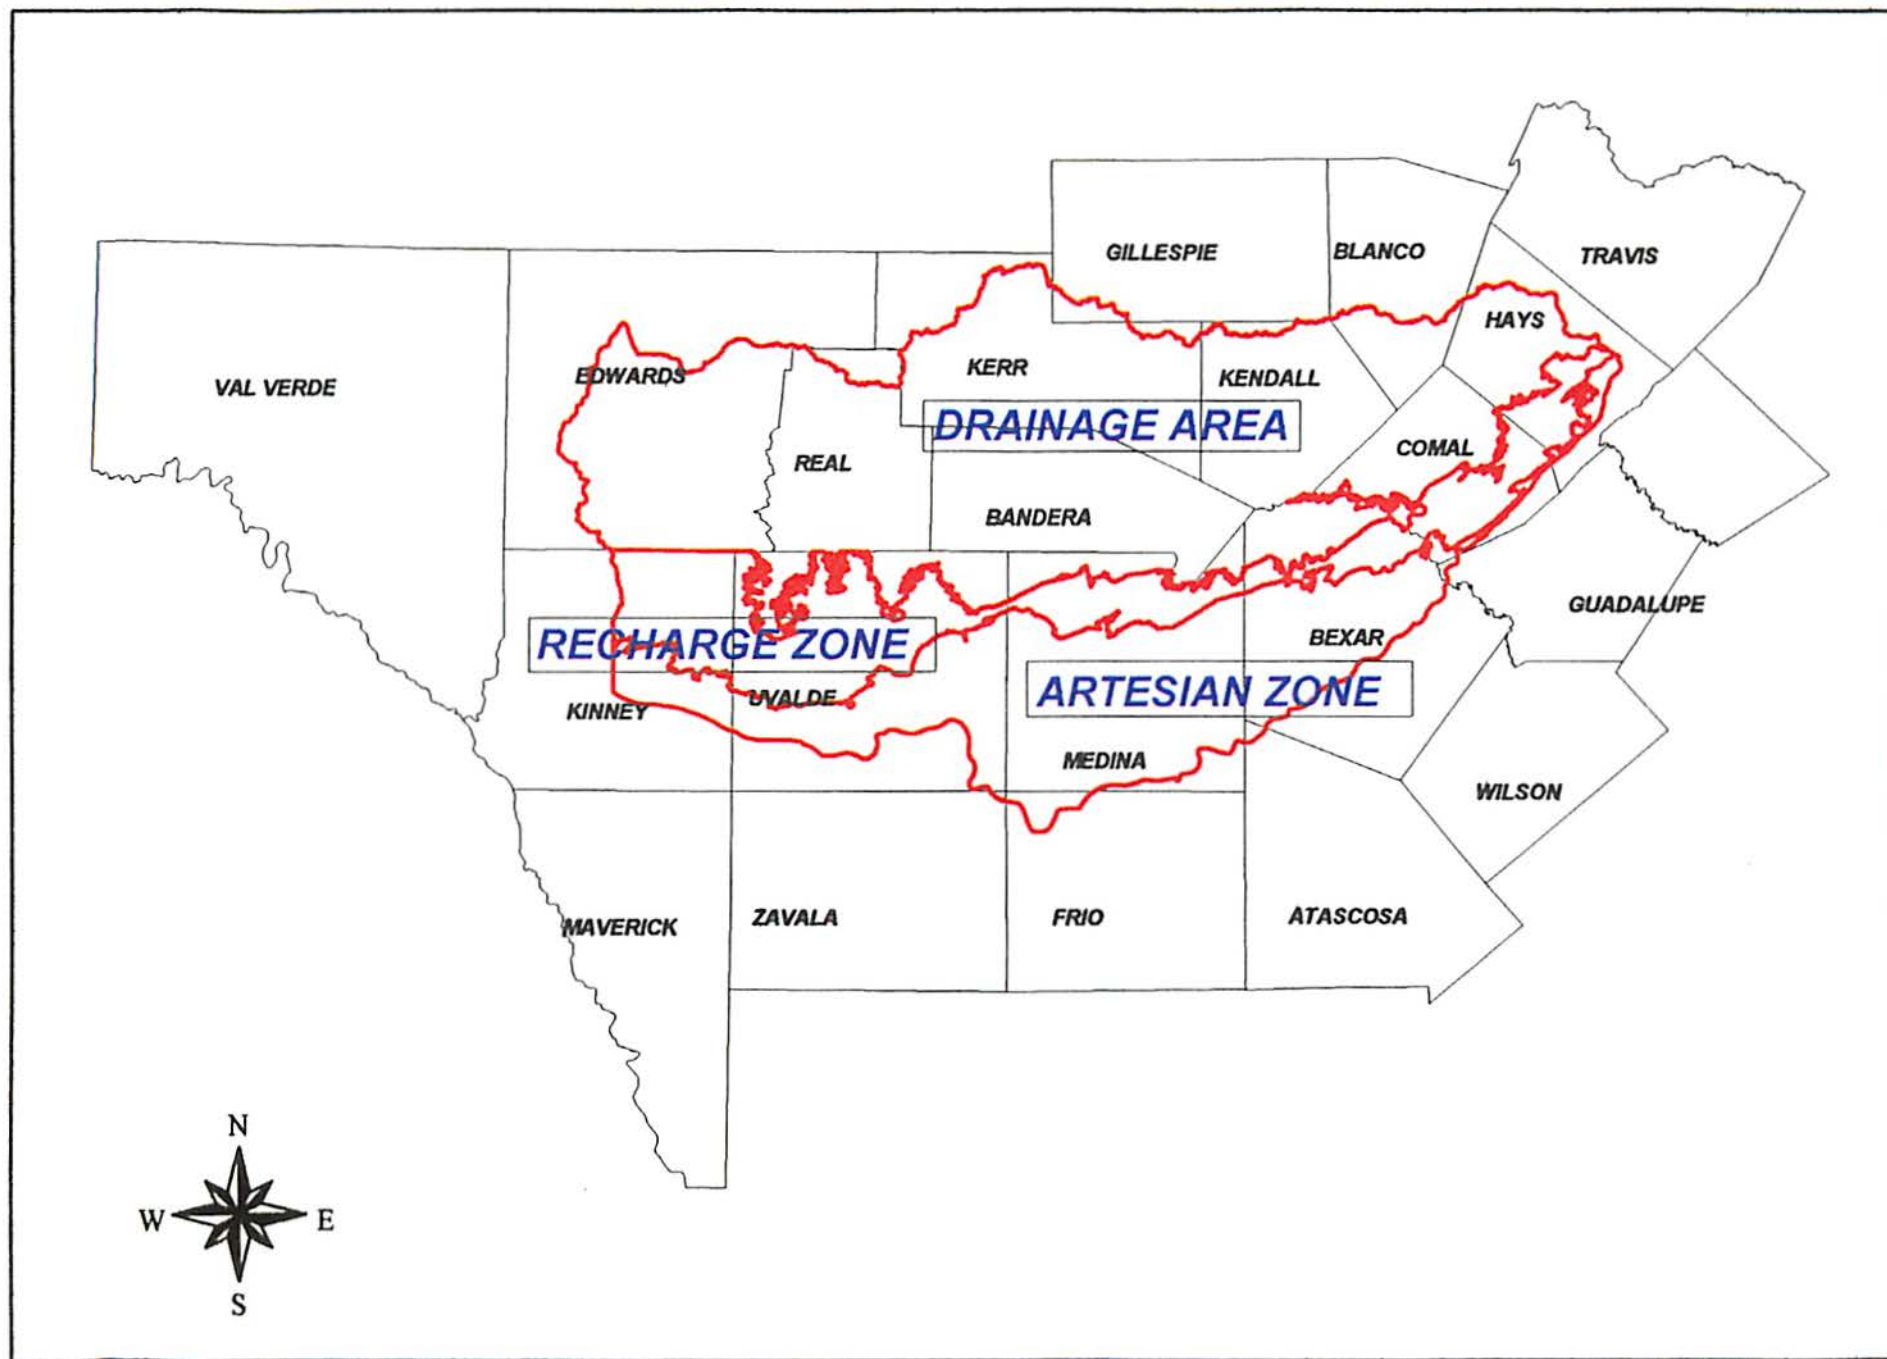 GILLESPIE
BLANCO
TRAVIS
HAYS
KERR
EDWARDS
KENDALL
VAL VERDE
DRAINAGE AREA
COMAL
REAL
BANDERA
GUADALUPE
RECHARGE ZONE
BEXAR
ARTESIAN ZONE
UVALDE
KINNEY
MEDINA
WILSON
MAVERICK
ZAVALA
FRIO
ATASCOSA
N
W
E
S